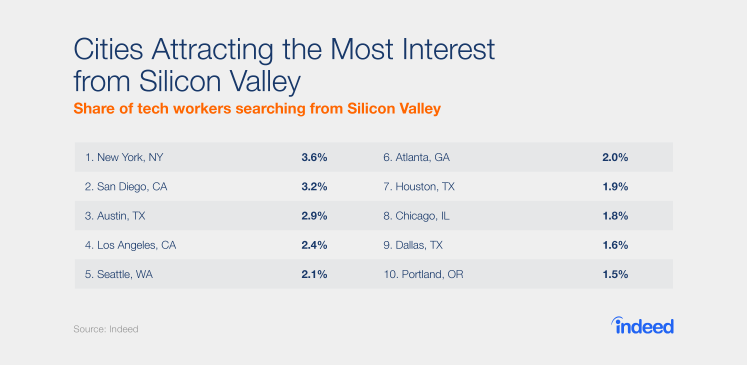 Cities Attracting the Most Interest
from Silicon Valley
Share of tech workers searching from Silicon Valley
1. New York, NY 3.6% 6. Atlanta, GA 2.0%
2. San Diego, CA 3.2% 7. Houston, TX 1.9%
3. Austin, TX 2.9% 8. Chicago, IL 1.8%
4. Los Angeles, CA 2.4% 9. Dallas, TX 1.6%
5. Seattle, WA 2.1% 10. Portland, OR 1.5%
Source: Indeed
indeed